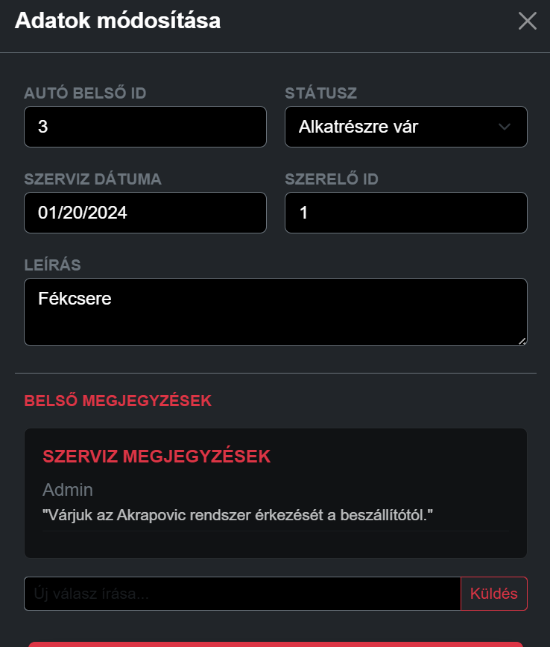 Adatok módosítása
AUTÓ BELSŐ ID
STÁTUSZ
3
Alkatrészre vár
SZERVIZ DÁTUMA
SZERELŐ ID
01/20/2024
1
LEÍRÁS
Fékcsere
BELSŐ MEGJEGYZÉSEK
SZERVIZ MEGJEGYZÉSEK
Admin
"Várjuk az Akrapovic rendszer érkezését a beszállítótól."
Új válasz írása...
Küldés